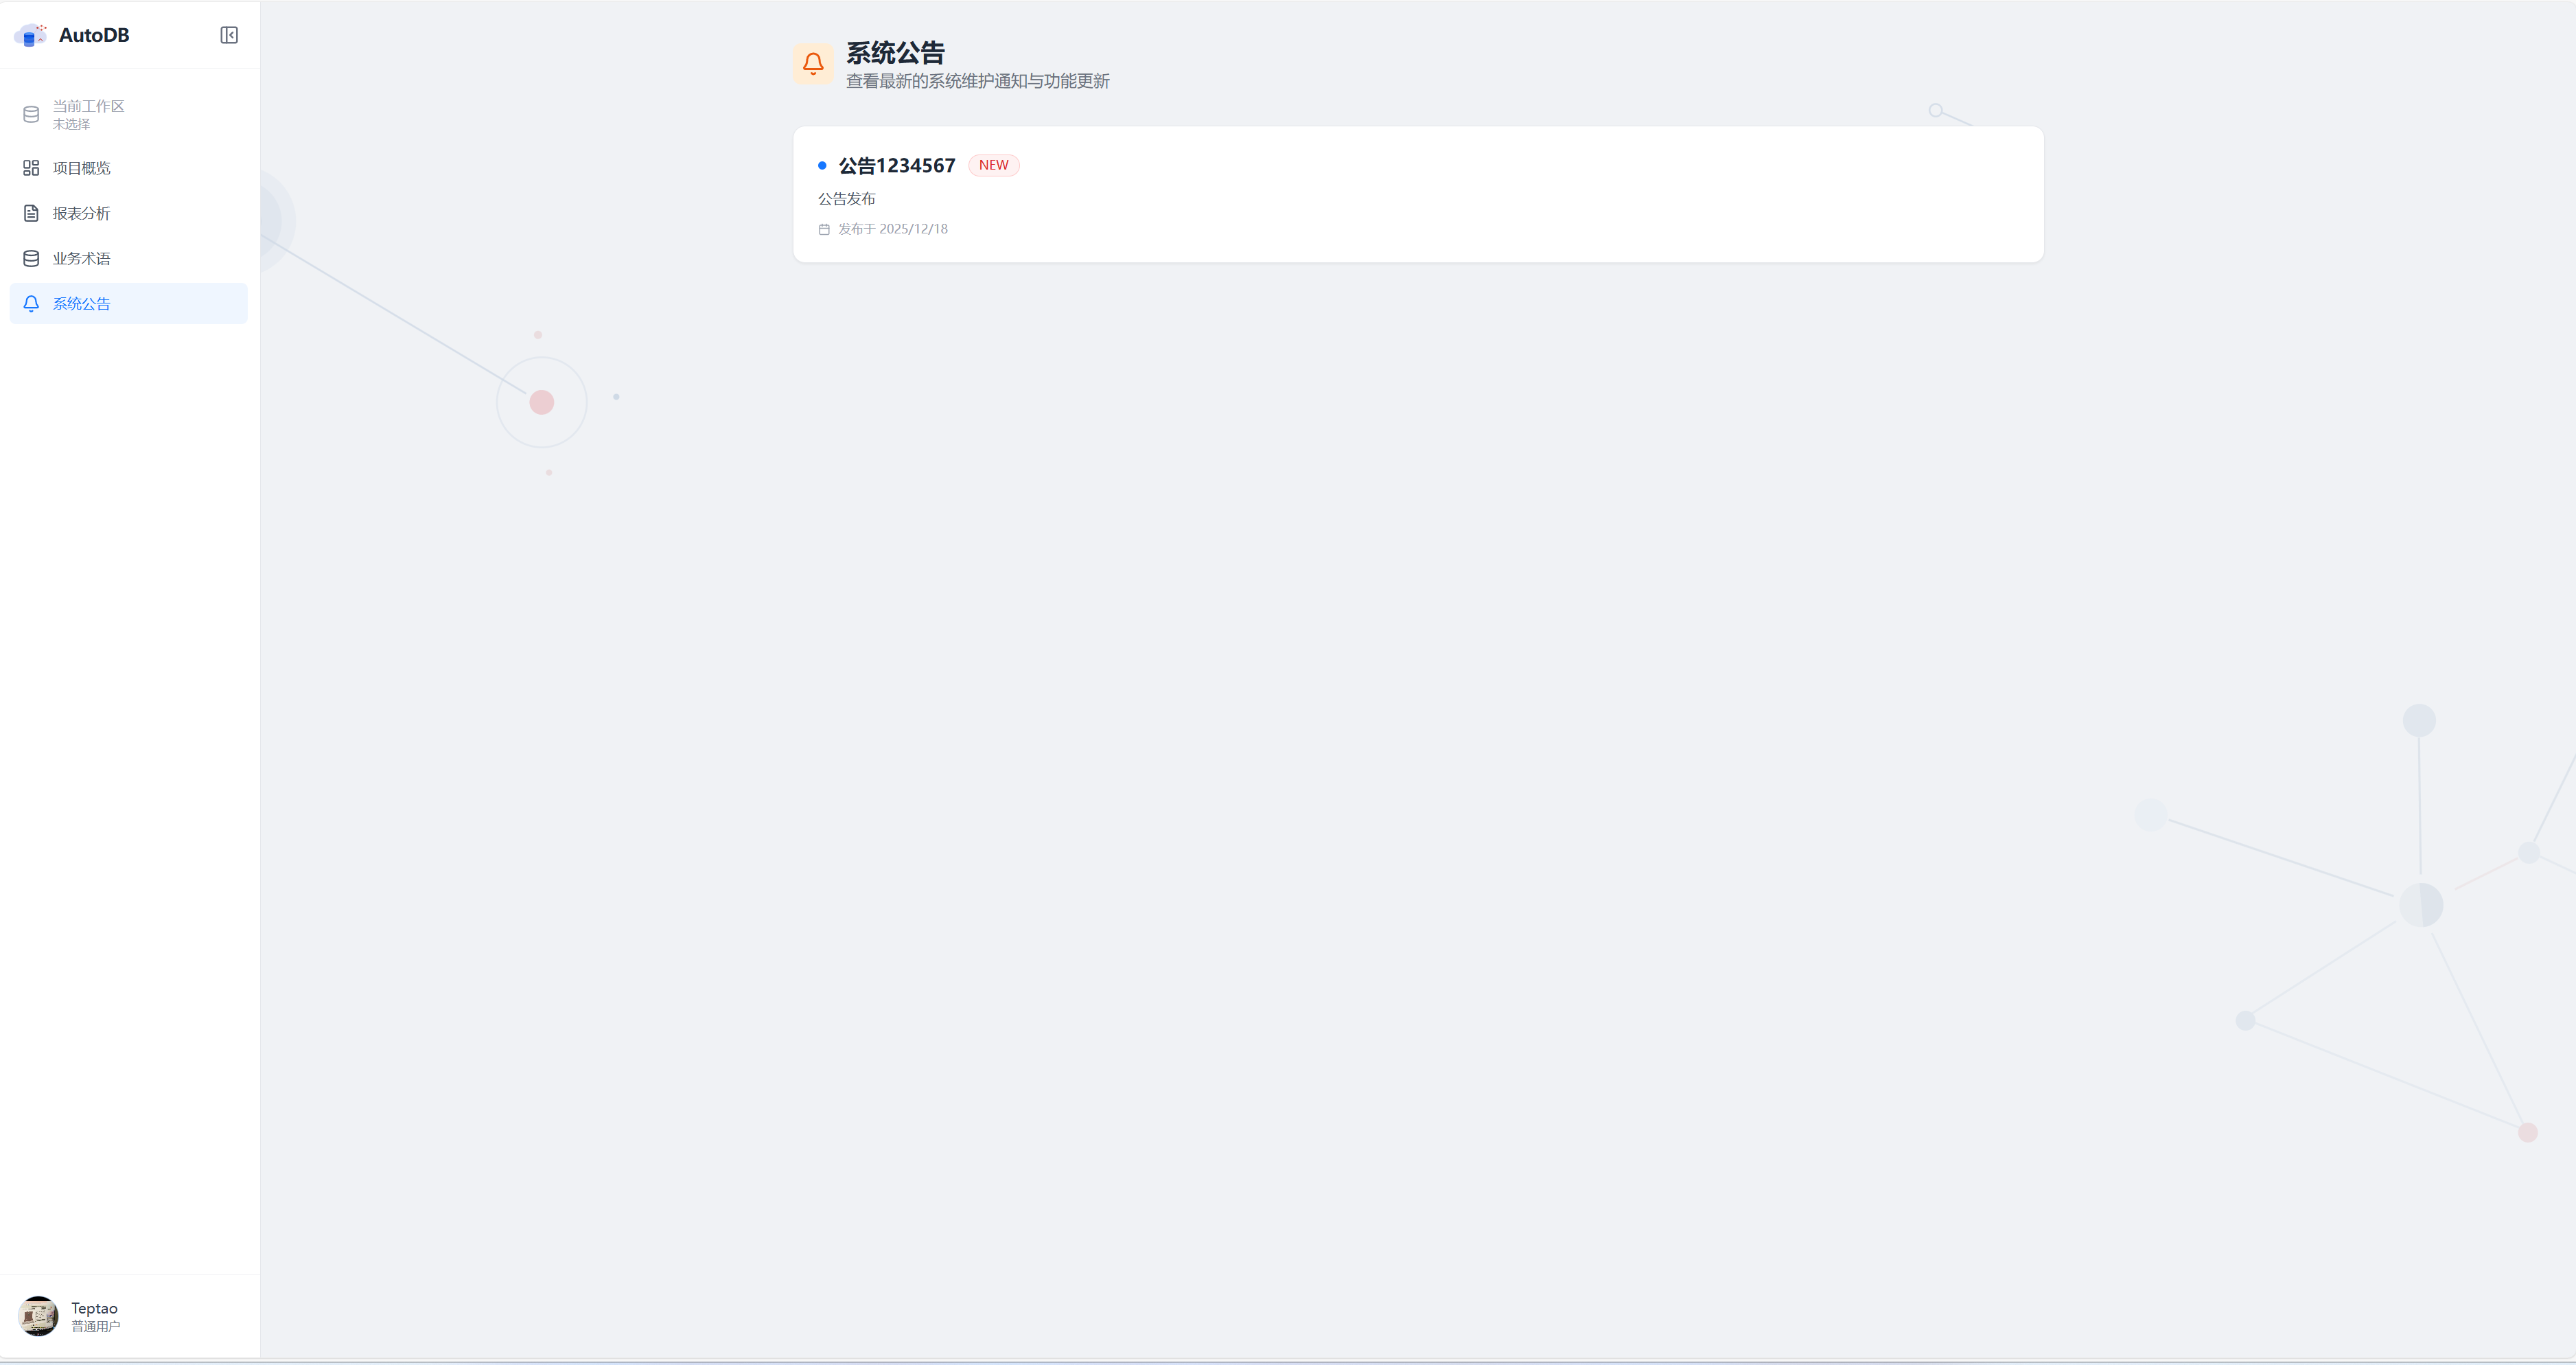 AutoDB
当前工作区
未选择
项目概览
报表分析
业务术语
系统公告
Teptao
普通用户
系统公告
查看最新的系统维护通知与功能更新
公告1234567 NEW
公告发布
发布于 2025/12/18